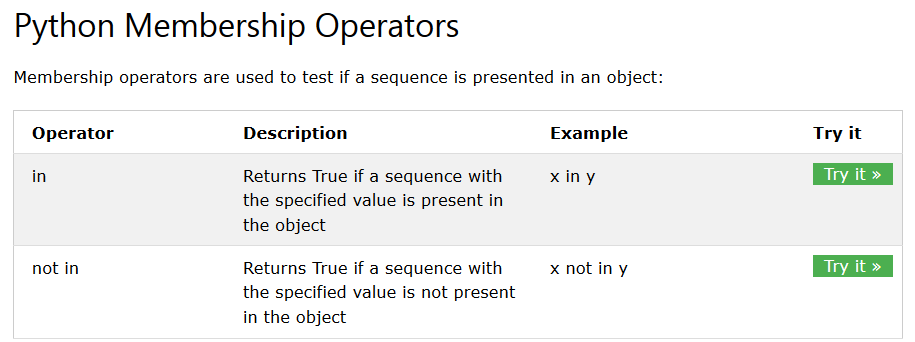 Python Membership Operators
Membership operators are used to test if a sequence is presented in an object:
Operator Description Example Try it
in Returns True if a sequence with x in y Try it »
the specified value is present in
the object
not in Returns True if a sequence with x not in y Try it »
the specified value is not present
in the object